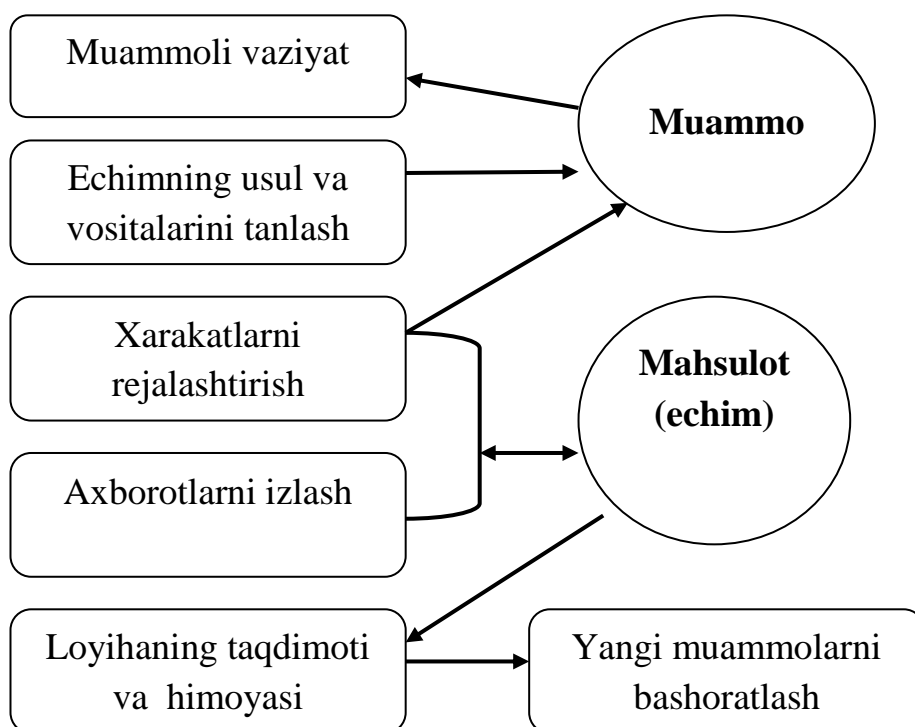 Muammoli vaziyat
Muammo
Echimning usul va
vositalarini tanlash
Xarakatlarni
rejalashtirish
Mahsulot
(echim)
Axborotlarni izlash
Loyihaning taqdimoti
va himoyasi
Yangi muammolarni
bashoratlash